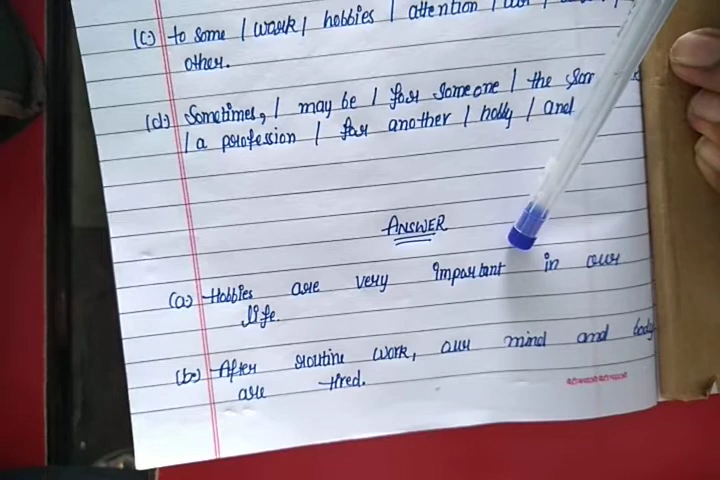 (c) to some / work / hobbies / attention /
other.
(d) Sometimes, / may be / for someone / the
/ a profession / for another / hobby / and
ANSWER
(a) Hobbies are very important in our
life.
(b) After routine work, our mind and body
are tired.